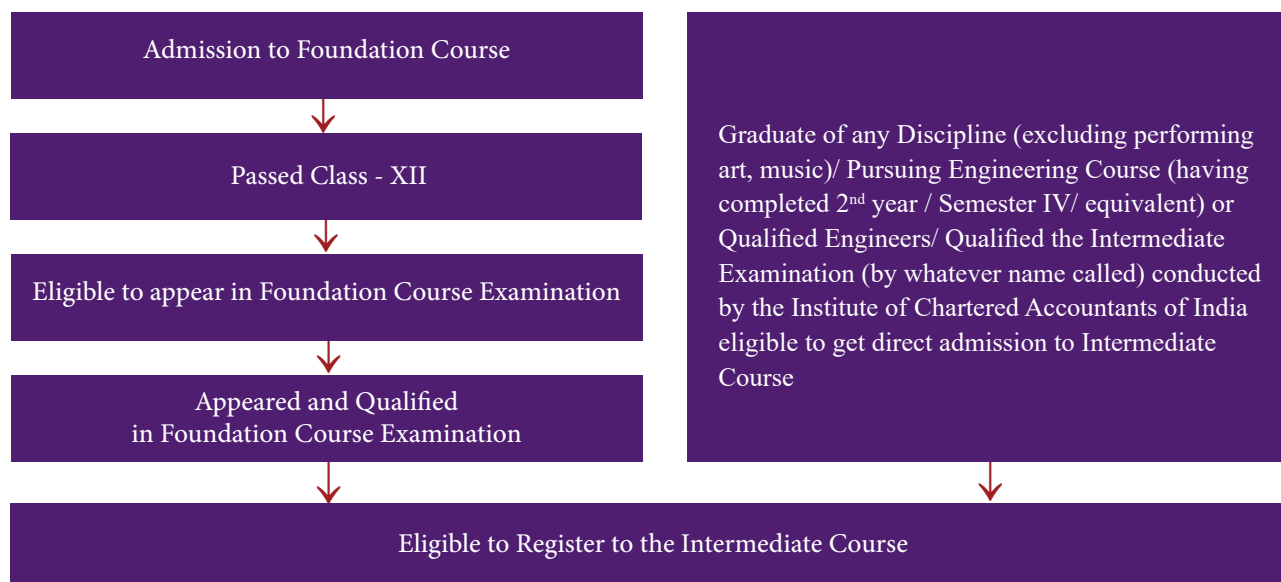 Admission to Foundation Course
Passed Class - XII
Eligible to appear in Foundation Course Examination
Appeared and Qualified
in Foundation Course Examination
Graduate of any Discipline (excluding performing
art, music)/ Pursuing Engineering Course (having
completed 2nd year / Semester IV/ equivalent) or
Qualified Engineers/ Qualified the Intermediate
Examination (by whatever name called) conducted
by the Institute of Chartered Accountants of India
eligible to get direct admission to Intermediate
Course
Eligible to Register to the Intermediate Course